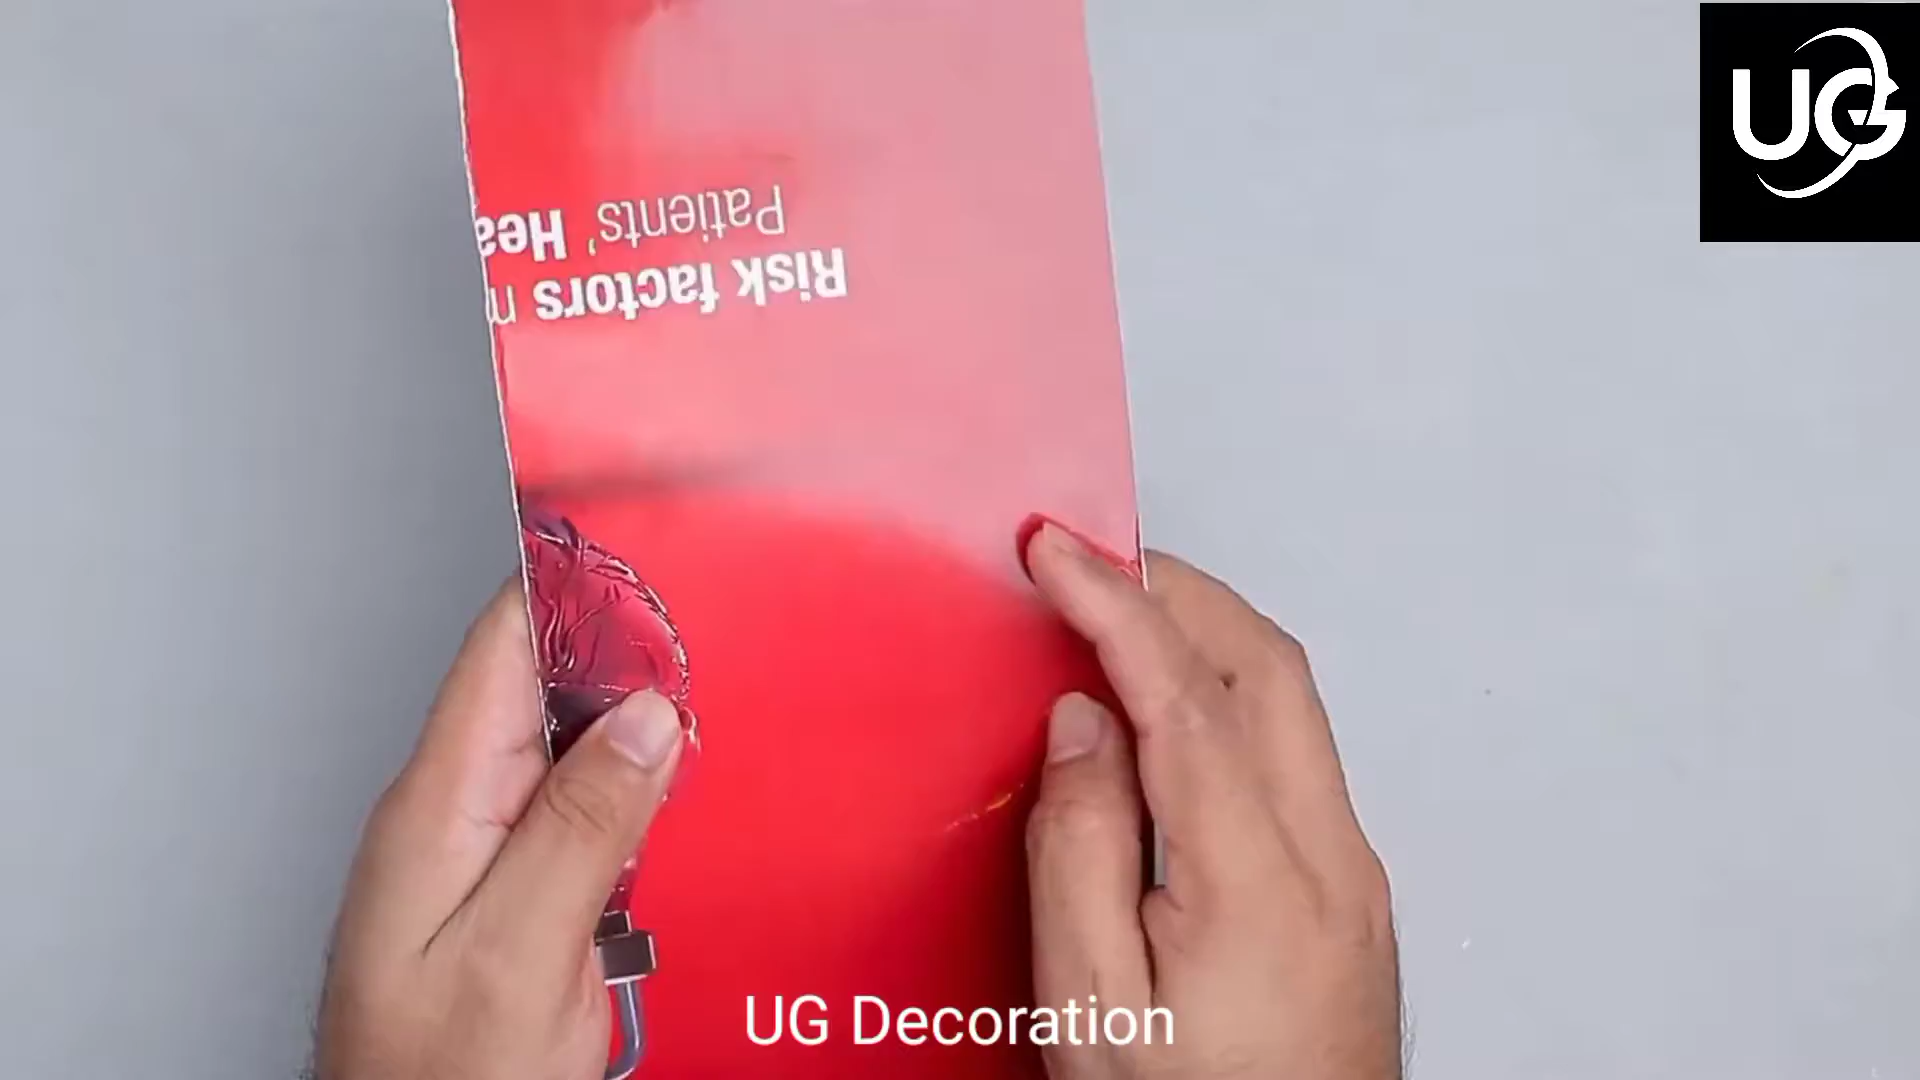 UG
Risk factors m
Patients' Hea
UG Decoration